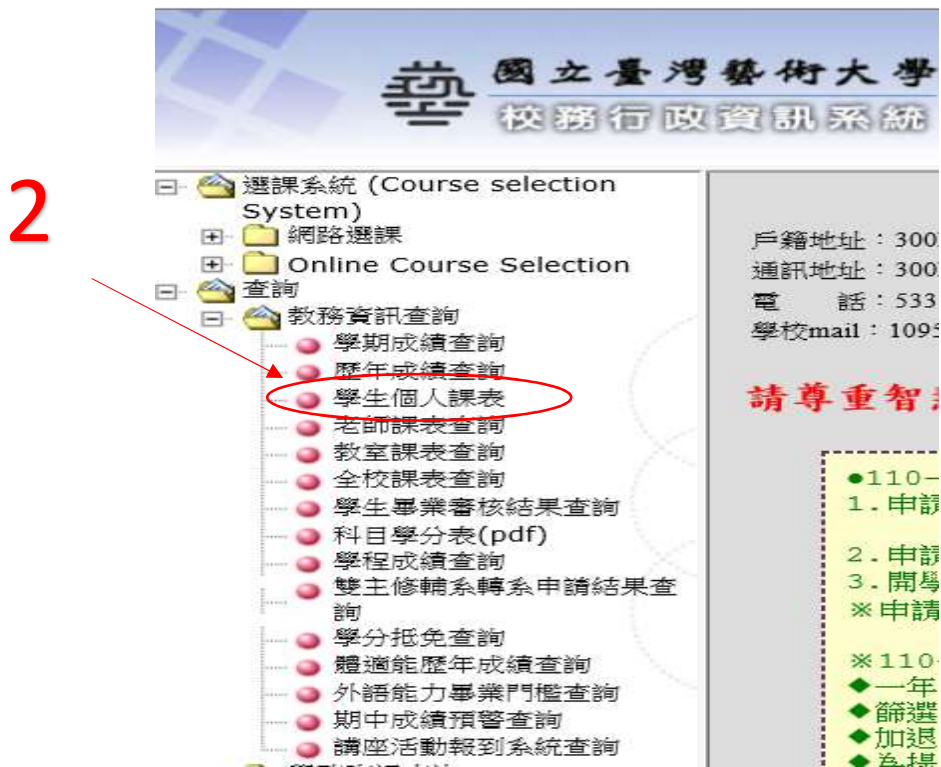 國立臺灣藝術大學
校務行政資訊系統
2
選課系統 (Course selection
System)
網路選課
Online Course Selection
查詢
教務資訊查詢
學期成績查詢
歷年成績查詢
學生個人課表
老師課表查詢
教室課表查詢
全校課表查詢
學生畢業審核結果查詢
科目學分表(pdf)
學程成績查詢
雙主修輔系轉系申請結果查
詢
學分抵免查詢
體適能歷年成績查詢
外語能力畢業門檻查詢
期中成績預警查詢
講座活動報到系統查詢
戶籍地址：300
通訊地址：300
電 話：533
學校mail：1095
請尊重智
●110-
1.申請
2.申請
3.開學
※申請
※110-
◆一年
◆篩選
◆加退
◆為提